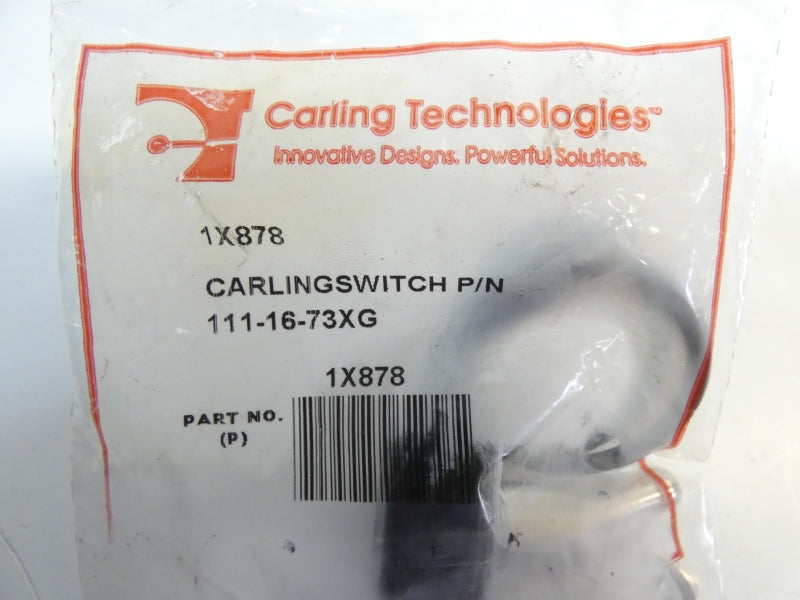 Carling Technologies™
Innovative Designs. Powerful Solutions.
1X878
CARLINGSWITCH P/N
111-16-73XG
1X878
PART NO.
(P)